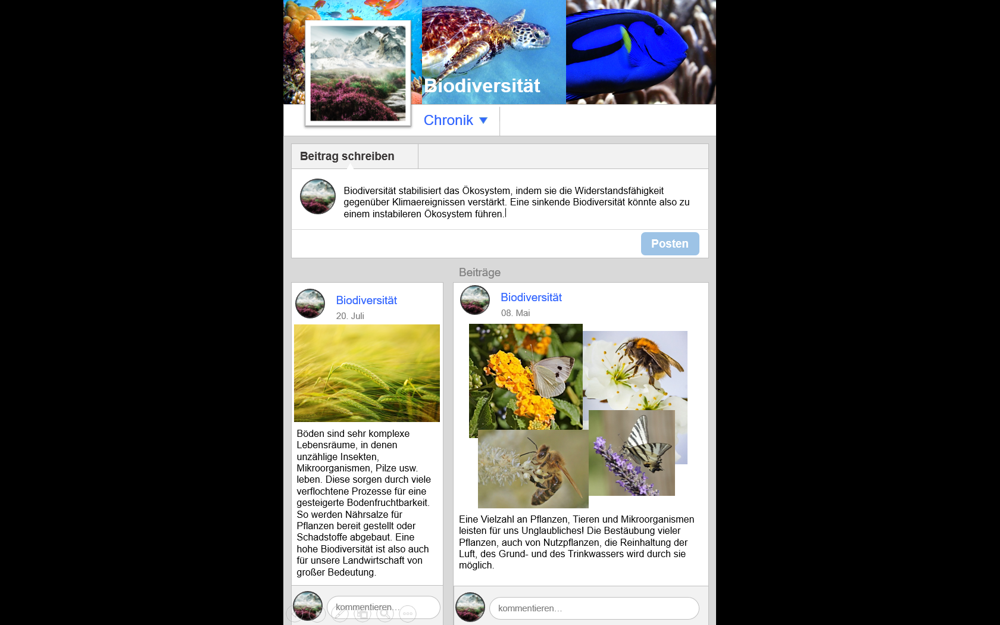 Biodiversität
Chronik
Beitrag schreiben
Biodiversität stabilisiert das Ökosystem, indem sie die Widerstandsfähigkeit
gegenüber Klimaereignissen verstärkt. Eine sinkende Biodiversität könnte also zu
einem instabileren Ökosystem führen.
Posten
Beiträge
Biodiversität
20. Juli
Böden sind sehr komplexe
Lebensräume, in denen
unzählige Insekten,
Mikroorganismen, Pilze usw.
leben. Diese sorgen durch viele
verflochtene Prozesse für eine
gesteigerte Bodenfruchtbarkeit.
So werden Nährsalze für
Pflanzen bereit gestellt oder
Schadstoffe abgebaut. Eine
hohe Biodiversität ist also auch
für unsere Landwirtschaft von
großer Bedeutung.
kommentieren...
Biodiversität
08. Mai
Eine Vielzahl an Pflanzen, Tieren und Mikroorganismen
leisten für uns Unglaubliches! Die Bestäubung vieler
Pflanzen, auch von Nutzpflanzen, die Reinhaltung der
Luft, des Grund- und des Trinkwassers wird durch sie
möglich.
kommentieren...